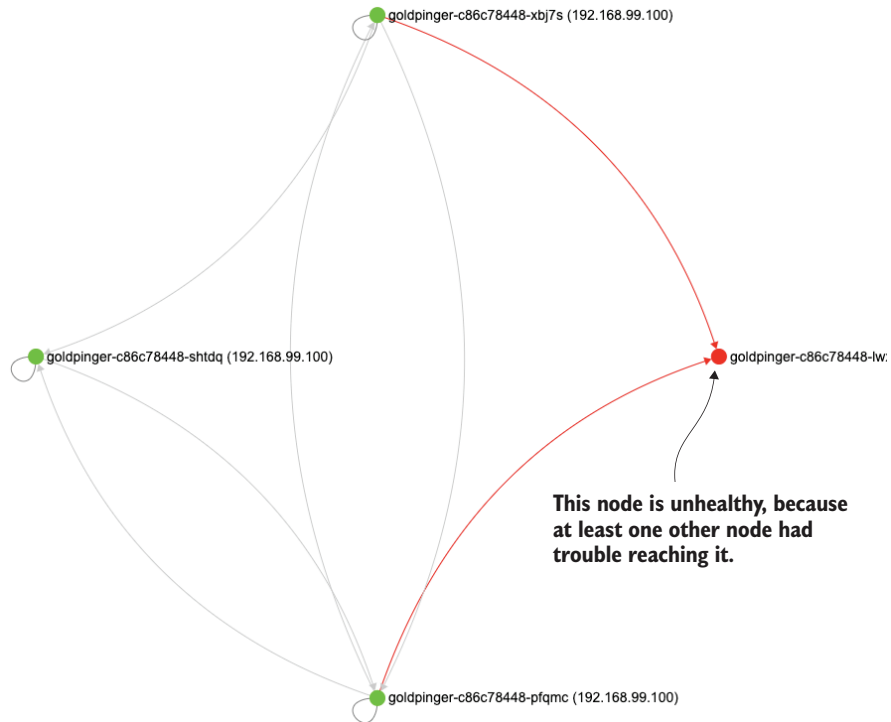 goldpinger-c86c78448-xbj7s (192.168.99.100)
goldpinger-c86c78448-shtdq (192.168.99.100)
goldpinger-c86c78448-lw
This node is unhealthy, because
at least one other node had
trouble reaching it.
goldpinger-c86c78448-pfqmc (192.168.99.100)